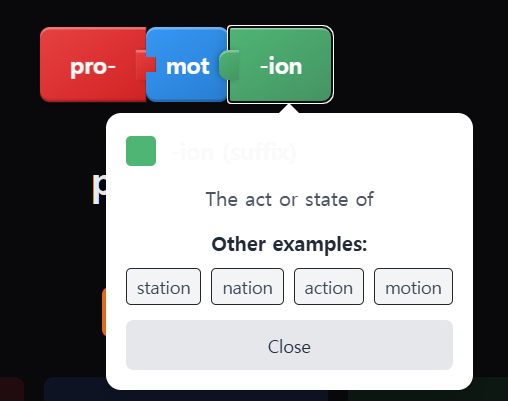 pro- mot -ion
-ion (suffix)
p
The act or state of
Other examples:
station nation action motion
Close